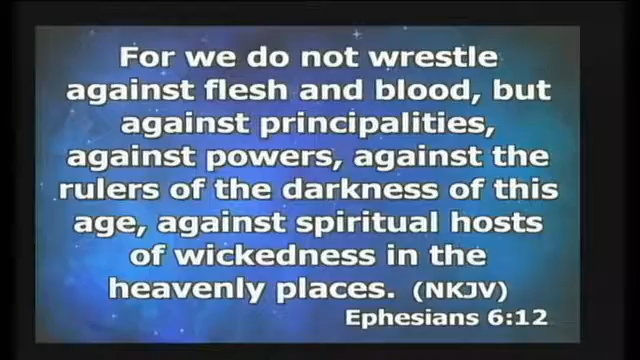 For we do not wrestle
against flesh and blood, but
against principalities,
against powers, against the
rulers of the darkness of this
age, against spiritual hosts
of wickedness in the
heavenly places. (NKJV)
Ephesians 6:12